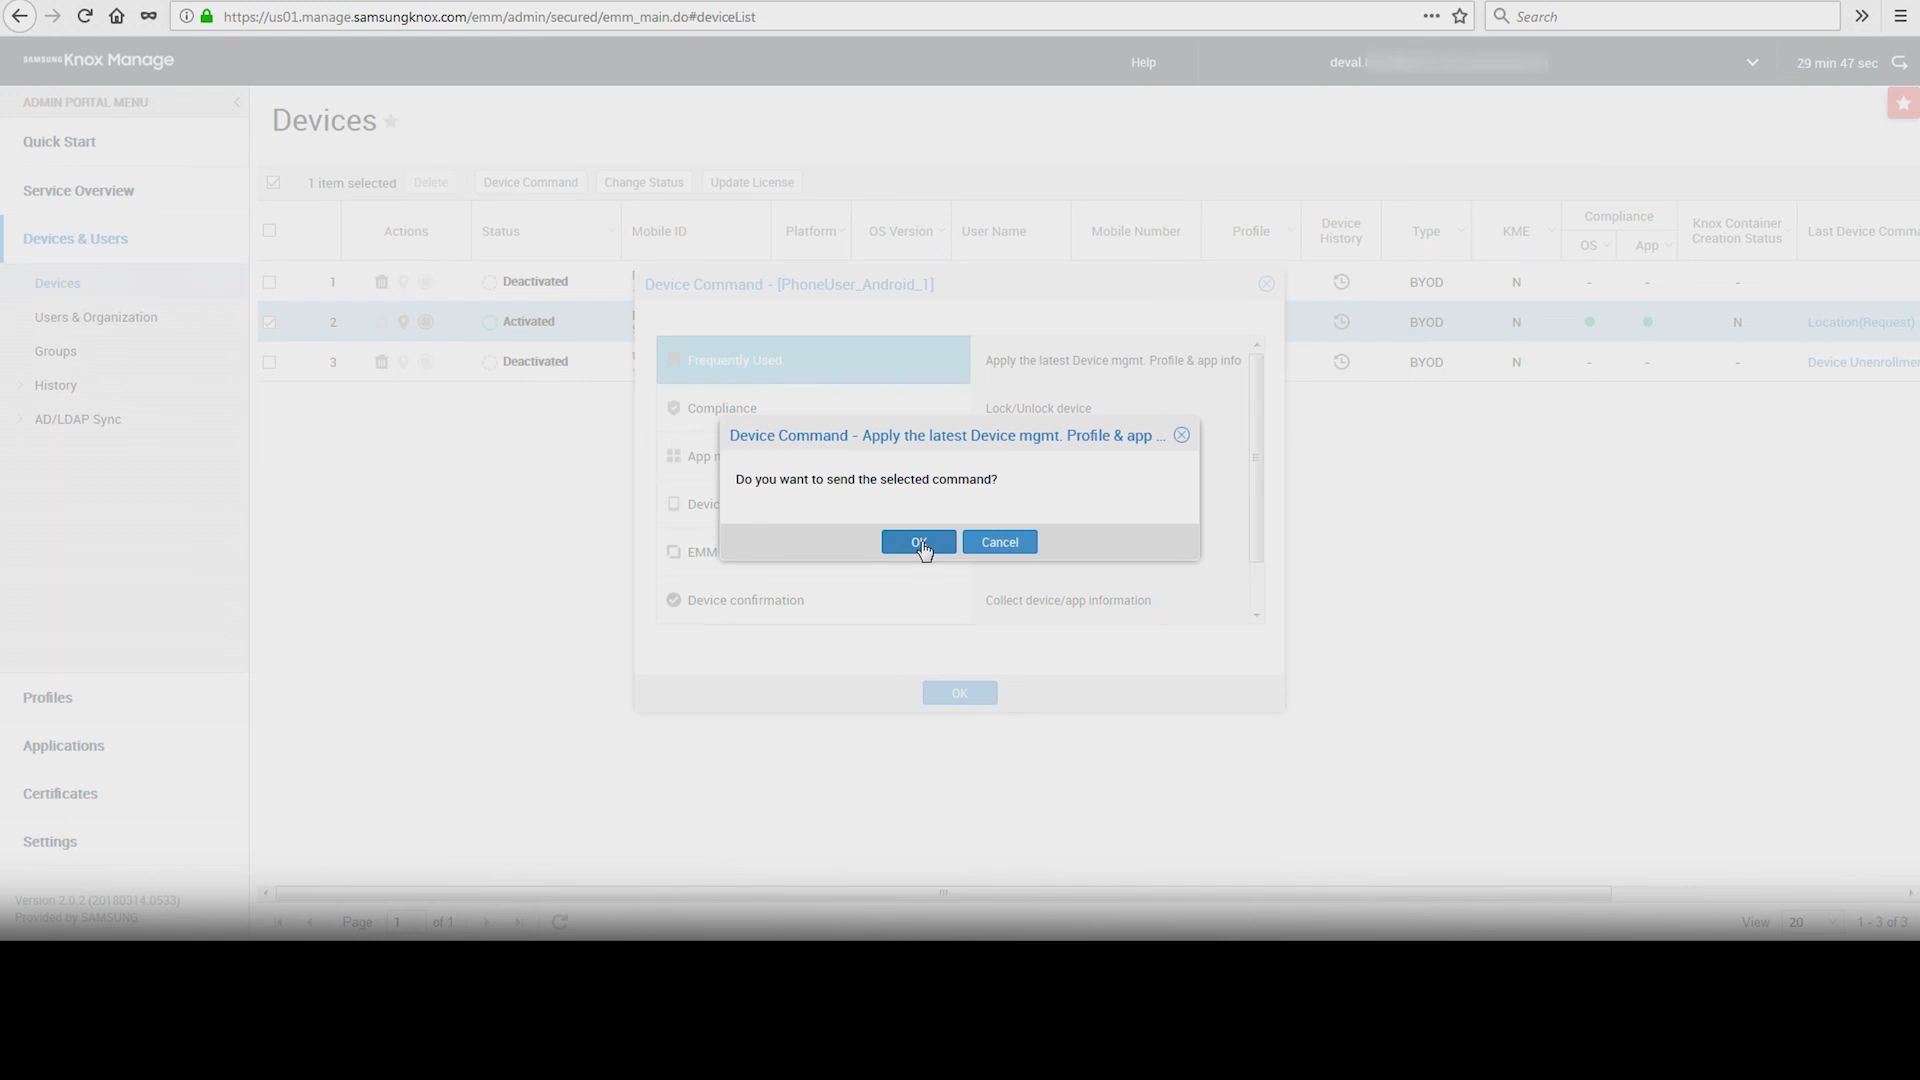 https://us01.manage.samsungknox.com/emm/admin/secured/emm_main.do#deviceList
Search
SAMSUNG Knox Manage
Help
deval.
29 min 47 sec
ADMIN PORTAL MENU
Quick Start
Service Overview
Devices & Users
Devices
Users & Organization
Groups
History
AD/LDAP Sync
Profiles
Applications
Certificates
Settings
Version 2.0.2 (20180314.0533)
Provided by SAMSUNG
Devices
1 item selected Delete Device Command Change Status Update License
Actions Status Mobile ID Platform OS Version User Name Mobile Number Profile Device History Type KME Compliance OS App Knox Container Creation Status Last Device Comma
1 Deactivated BYOD N - - -
2 Activated BYOD N N Location(Request)
3 Deactivated BYOD N - - - Device Unenrollme
Device Command - [PhoneUser_Android_1]
Frequently Used
Apply the latest Device mgmt. Profile & app info
Compliance
Lock/Unlock device
App
Devic
EMM
Device confirmation
Collect device/app information
OK
Device Command - Apply the latest Device mgmt. Profile & app ...
Do you want to send the selected command?
OK Cancel
Page 1 of 1
View 20 1 - 3 of 3